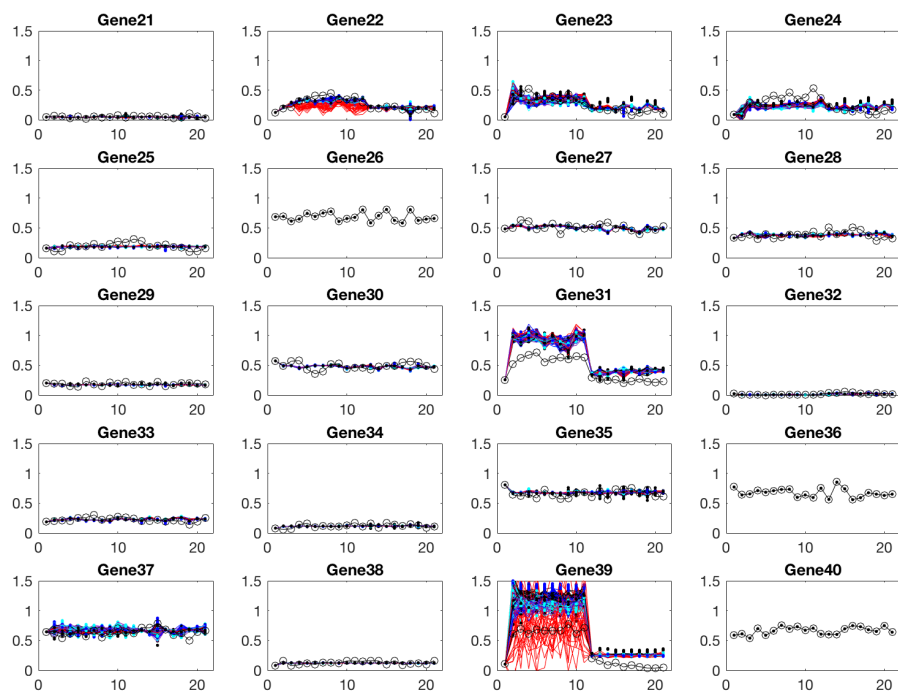 Gene21 Gene22 Gene23 Gene24
1.5 1.5 1.5 1.5
1 1 1 1
0.5 0.5 0.5 0.5
0 0 0 0
0 10 20 0 10 20 0 10 20 0 10 20
Gene25 Gene26 Gene27 Gene28
1.5 1.5 1.5 1.5
1 1 1 1
0.5 0.5 0.5 0.5
0 0 0 0
0 10 20 0 10 20 0 10 20 0 10 20
Gene29 Gene30 Gene31 Gene32
1.5 1.5 1.5 1.5
1 1 1 1
0.5 0.5 0.5 0.5
0 0 0 0
0 10 20 0 10 20 0 10 20 0 10 20
Gene33 Gene34 Gene35 Gene36
1.5 1.5 1.5 1.5
1 1 1 1
0.5 0.5 0.5 0.5
0 0 0 0
0 10 20 0 10 20 0 10 20 0 10 20
Gene37 Gene38 Gene39 Gene40
1.5 1.5 1.5 1.5
1 1 1 1
0.5 0.5 0.5 0.5
0 0 0 0
0 10 20 0 10 20 0 10 20 0 10 20